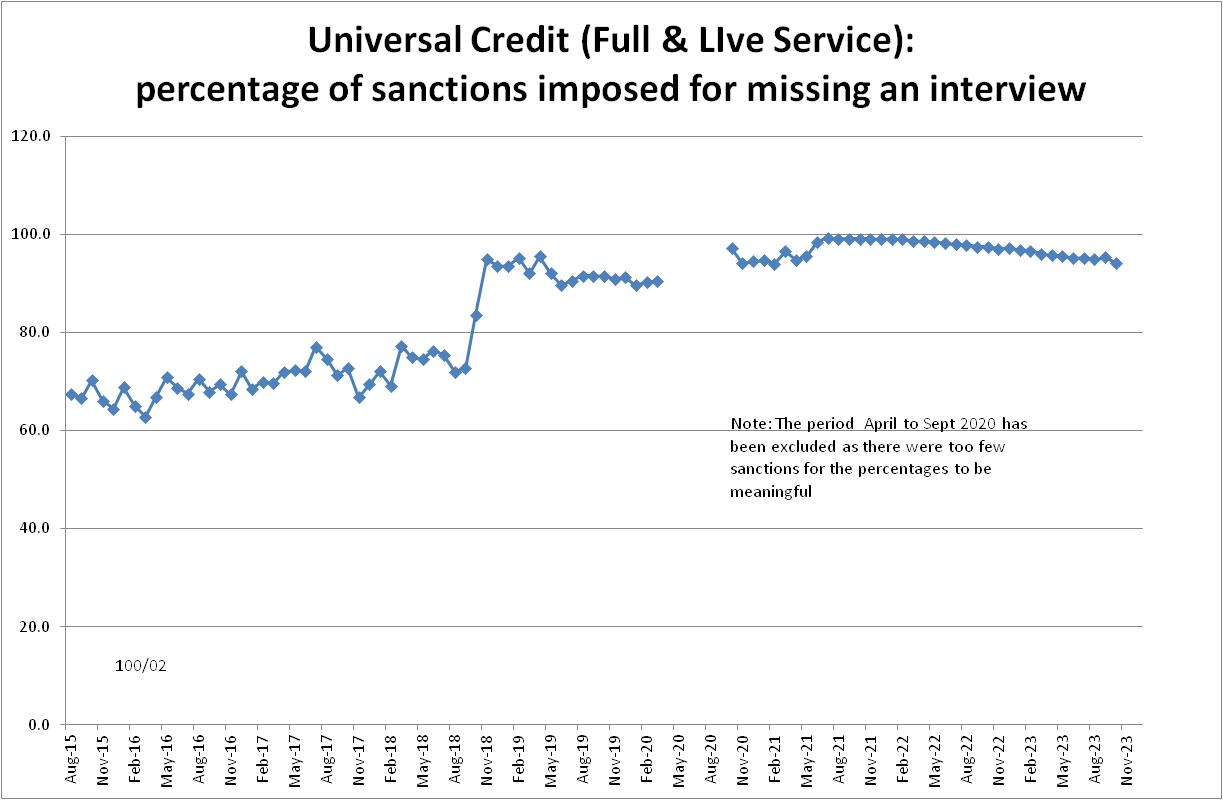 Universal Credit (Full & LIve Service):
percentage of sanctions imposed for missing an interview
120.0
100.0
80.0
60.0
40.0
20.0
0.0
Note: The period  April to Sept 2020 has
been excluded as there were too few
sanctions for the percentages to be
meaningful
100/02
Aug-15
Nov-15
Feb-16
May-16
Aug-16
Nov-16
Feb-17
May-17
Aug-17
Nov-17
Feb-18
May-18
Aug-18
Nov-18
Feb-19
May-19
Aug-19
Nov-19
Feb-20
May-20
Aug-20
Nov-20
Feb-21
May-21
Aug-21
Nov-21
Feb-22
May-22
Aug-22
Nov-22
Feb-23
May-23
Aug-23
Nov-23